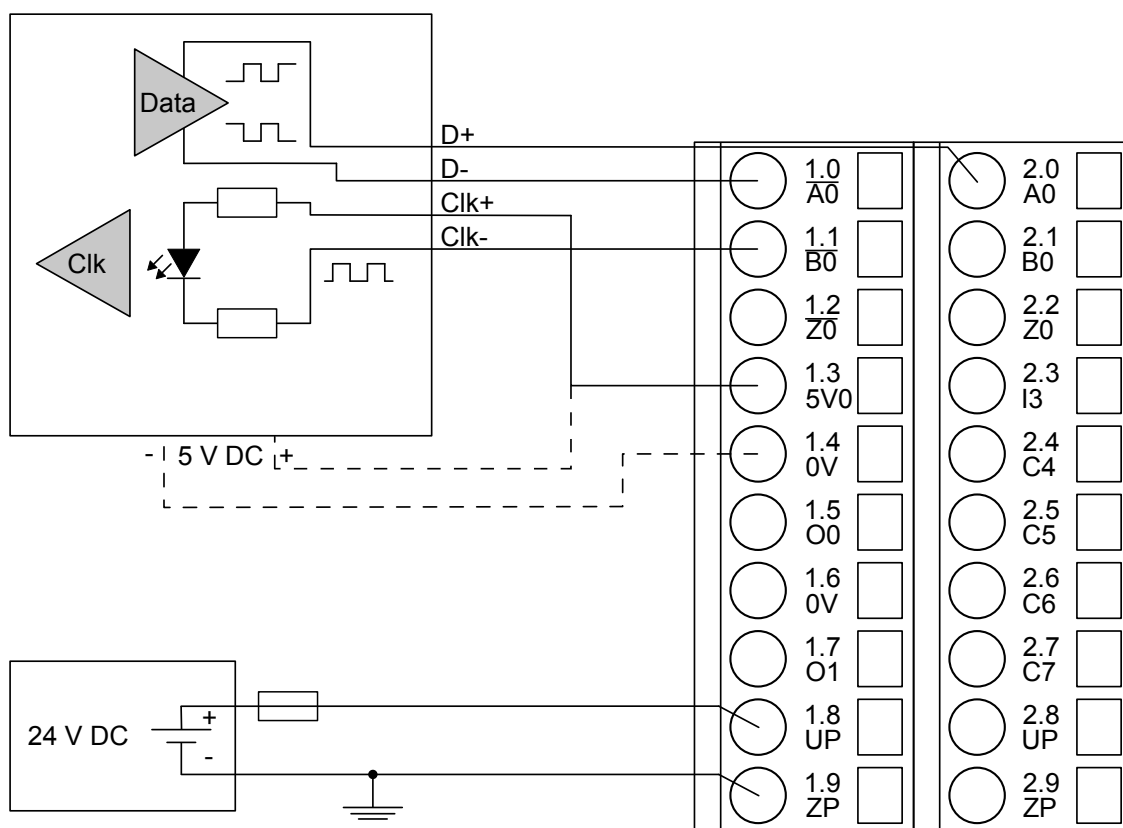 Data
D+
D-
Clk+
Clk-
Clk
- 5 V DC +
24 V DC
+
-
1.0
A0
1.1
B0
1.2
Z0
1.3
5V0
1.4
0V
1.5
O0
1.6
0V
1.7
O1
1.8
UP
1.9
ZP
2.0
A0
2.1
B0
2.2
Z0
2.3
I3
2.4
C4
2.5
C5
2.6
C6
2.7
C7
2.8
UP
2.9
ZP